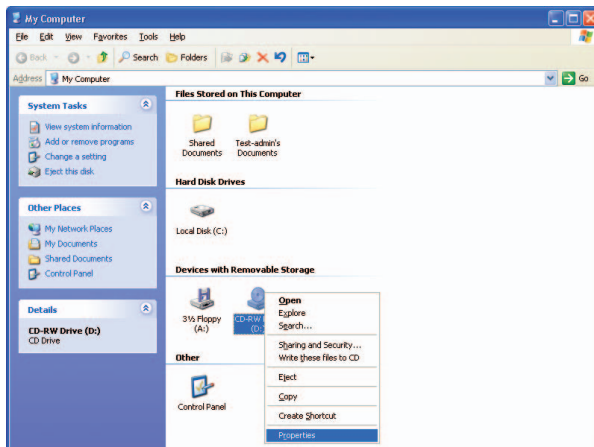 My Computer
File Edit View Favorites Tools Help
Back Search Folders
Address My Computer Go
System Tasks
View system information
Add or remove programs
Change a setting
Eject this disk
Other Places
My Network Places
My Documents
Shared Documents
Control Panel
Details
CD-RW Drive (D:)
CD Drive
Files Stored on This Computer
Shared Documents
Test-admin's Documents
Hard Disk Drives
Local Disk (C:)
Devices with Removable Storage
3½ Floppy (A:)
CD-RW
(D:
Open
Explore
Search...
Sharing and Security...
Write these files to CD
Eject
Copy
Create Shortcut
Properties
Other
Control Panel